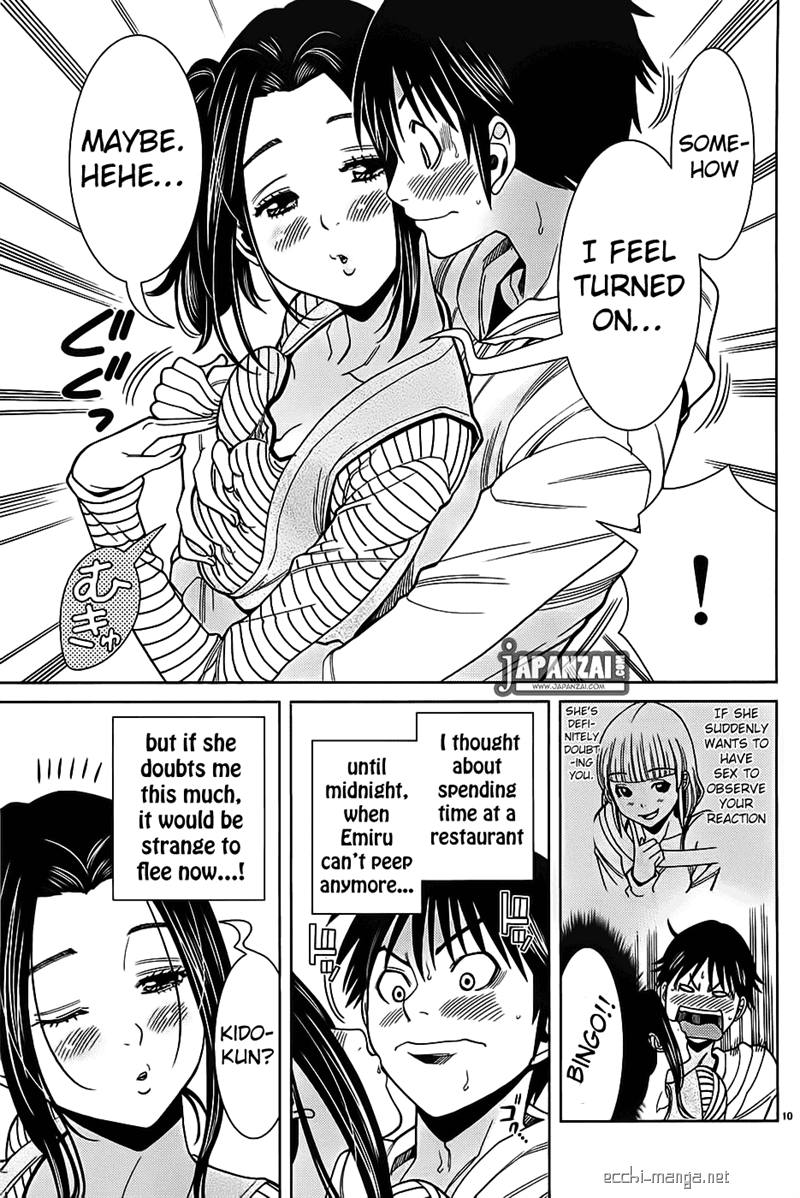 SOME-
HOW
I FEEL
TURNED
ON...
MAYBE.
HEHE...
ぐっ
むきゅ
!
JAPANZAI.COM
WWW.JAPANZAI.COM
IF SHE
SUDDENLY
WANTS TO
HAVE
SEX TO
OBSERVE
YOUR
REACTION
SHE'S
DEFI-
NITELY
DOUBT-
ING YOU.
BINGO!!
I thought
about
spending
time at a
restaurant
until
midnight,
when
Emiru
can't peep
anymore...
but if she
doubts me
this much,
it would be
strange to
flee now...!
KIDO-
KUN?
10
ecchi-manga.net